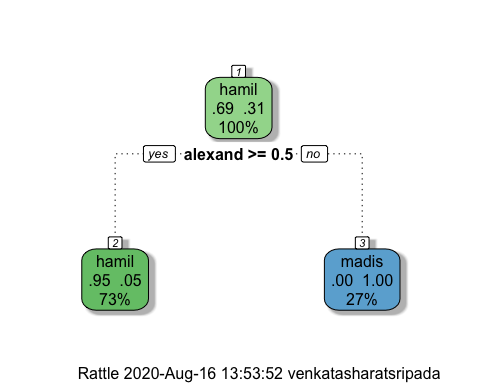 1
hamil
.69 .31
100%
yes alexand >= 0.5 no
2
hamil
.95 .05
73%
3
madis
.00 1.00
27%
Rattle 2020-Aug-16 13:53:52 venkatasharatsripada